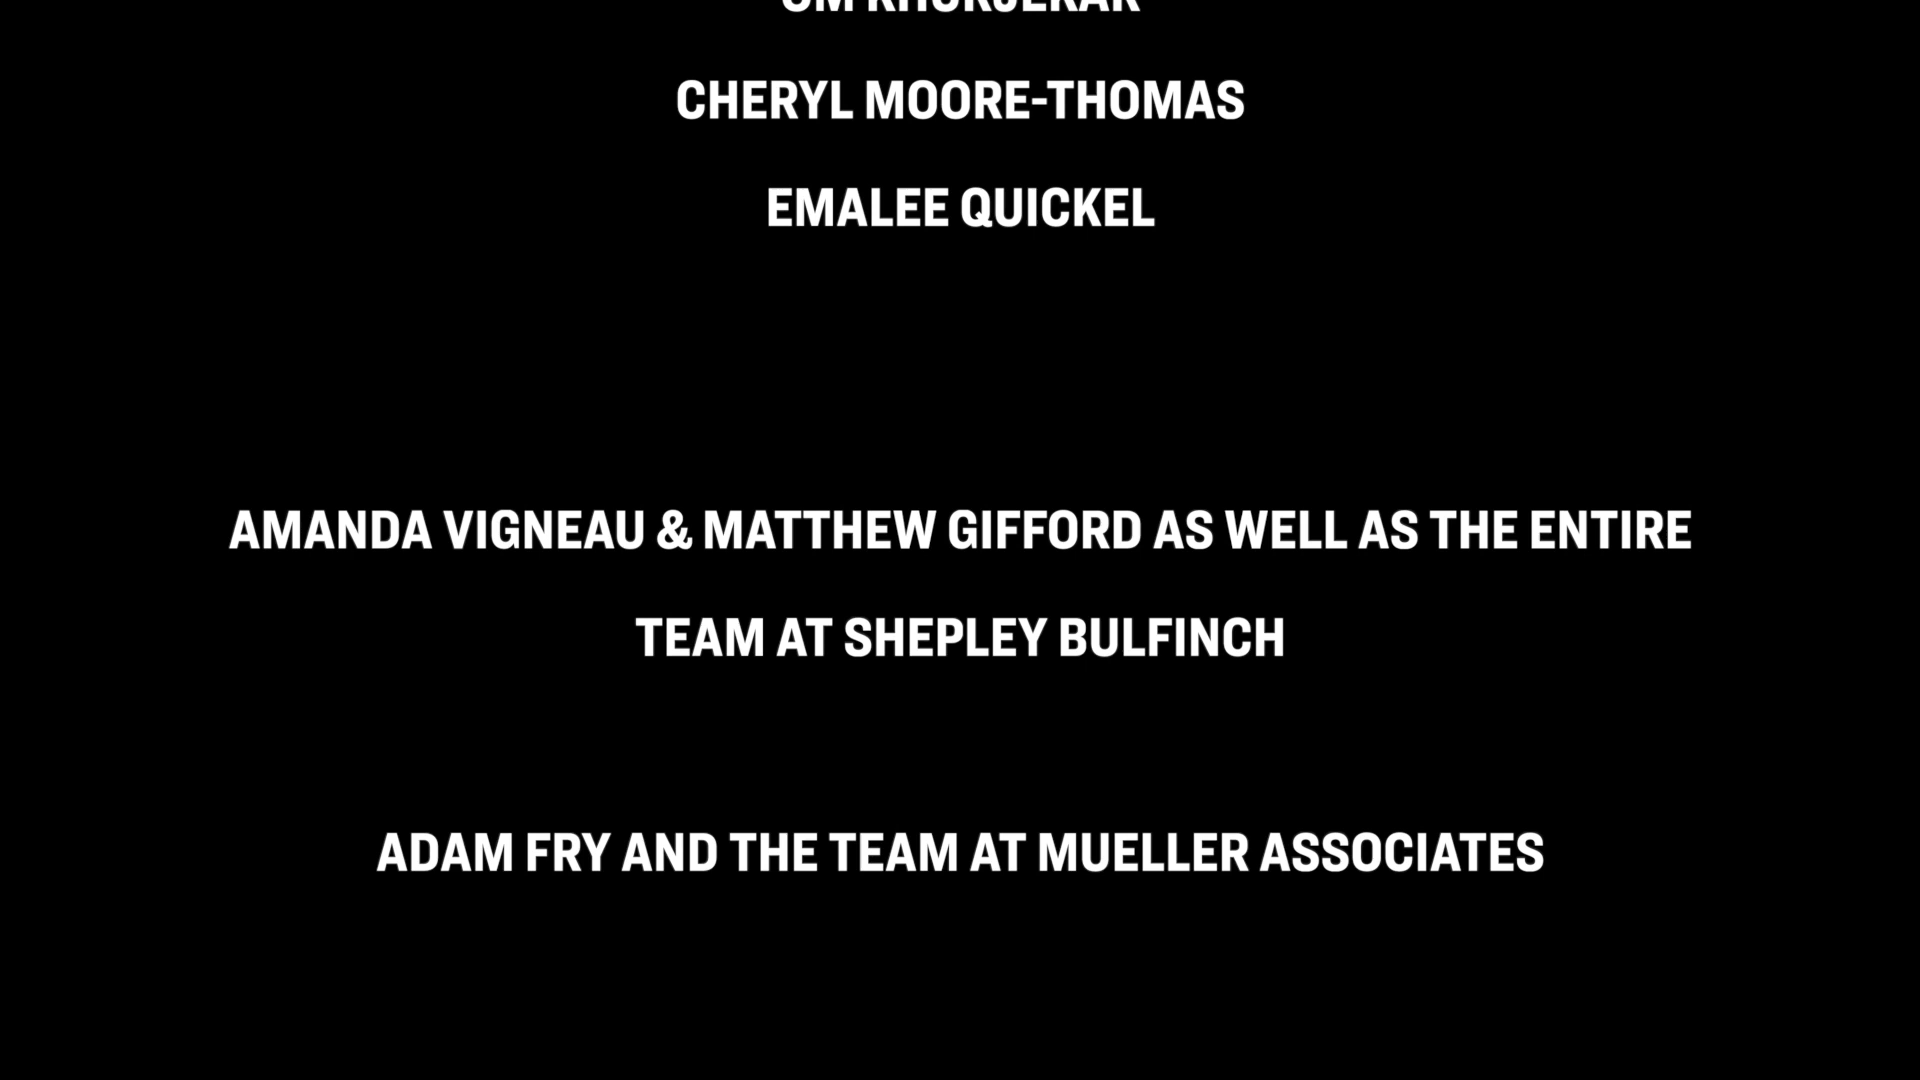 CHERYL MOORE-THOMAS
EMALEE QUICKEL
AMANDA VIGNEAU & MATTHEW GIFFORD AS WELL AS THE ENTIRE
TEAM AT SHEPLEY BULFINCH
ADAM FRY AND THE TEAM AT MUELLER ASSOCIATES